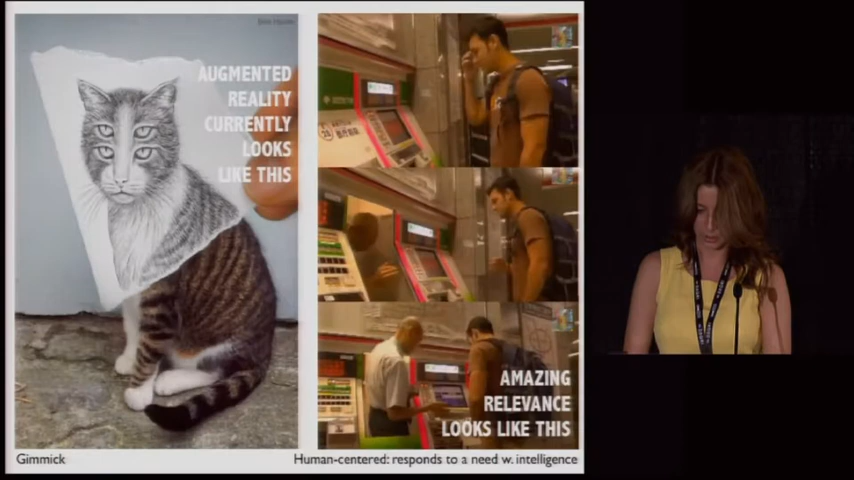 AUGMENTED
REALITY
CURRENTLY
LOOKS
LIKE THIS
AMAZING
RELEVANCE
LOOKS LIKE THIS
Gimmick
Human-centered: responds to a need w. intelligence